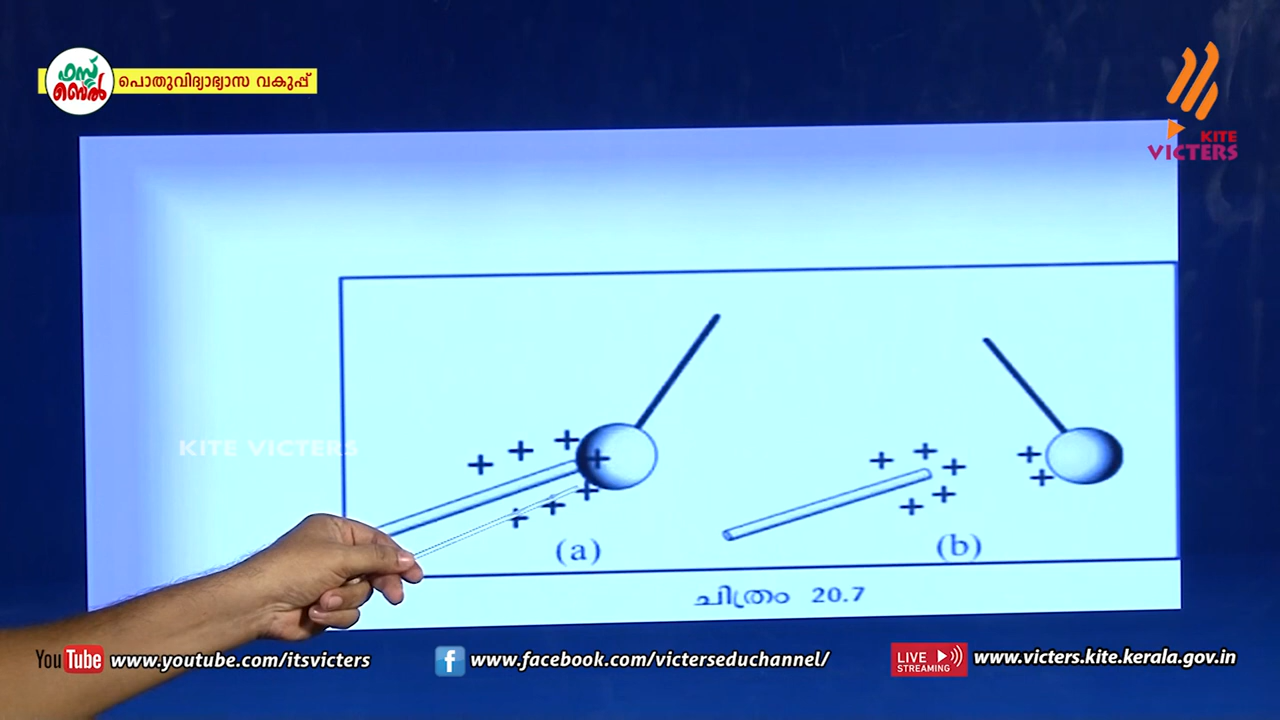 ഫസ്റ്റ്
ബെൽ
പൊതുവിദ്യാഭ്യാസ വകുപ്പ്
KITE
VICTERS
KITE VICTERS
+ + + +
+ + +
(a)
+ + +
+ +
+ +
(b)
ചിത്രം 20.7
YouTube www.youtube.com/itsvicters
f www.facebook.com/victerseduchannel/
LIVE STREAMING www.victers.kite.kerala.gov.in